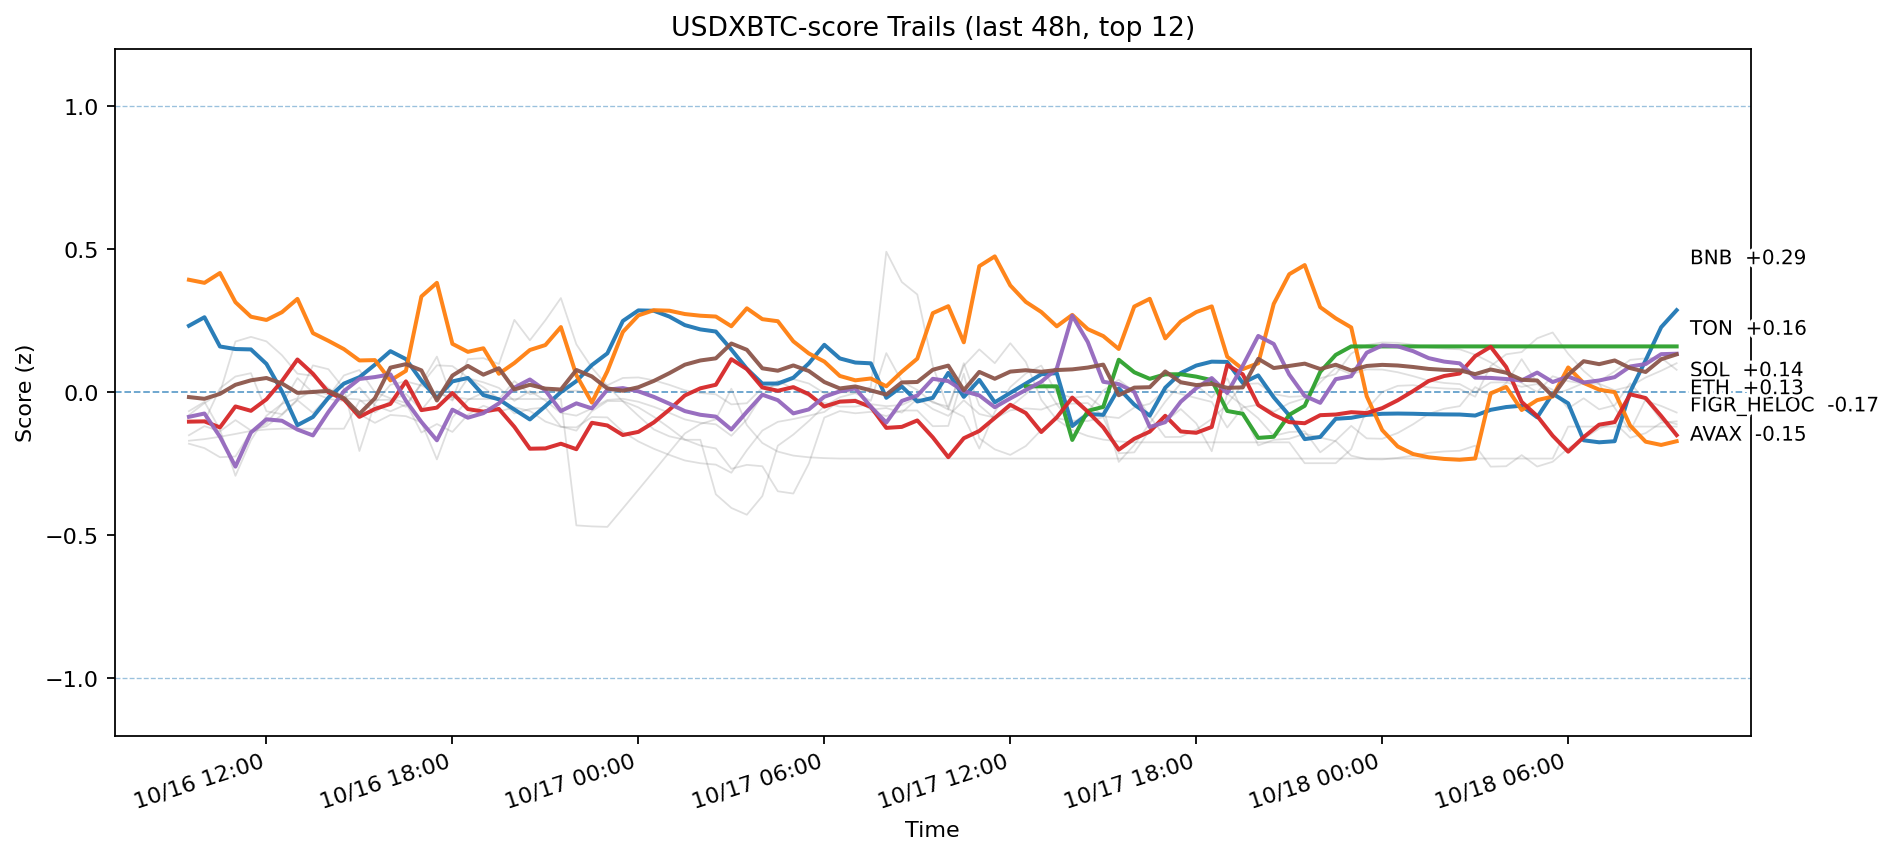 USDXBTC-score Trails (last 48h, top 12)
Score (z)
1.0
0.5
0.0
−0.5
−1.0
BNB +0.29
TON +0.16
SOL +0.14
ETH +0.13
FIGR_HELOC -0.17
AVAX -0.15
10/16 12:00
10/16 18:00
10/17 00:00
10/17 06:00
10/17 12:00
10/17 18:00
10/18 00:00
10/18 06:00
Time